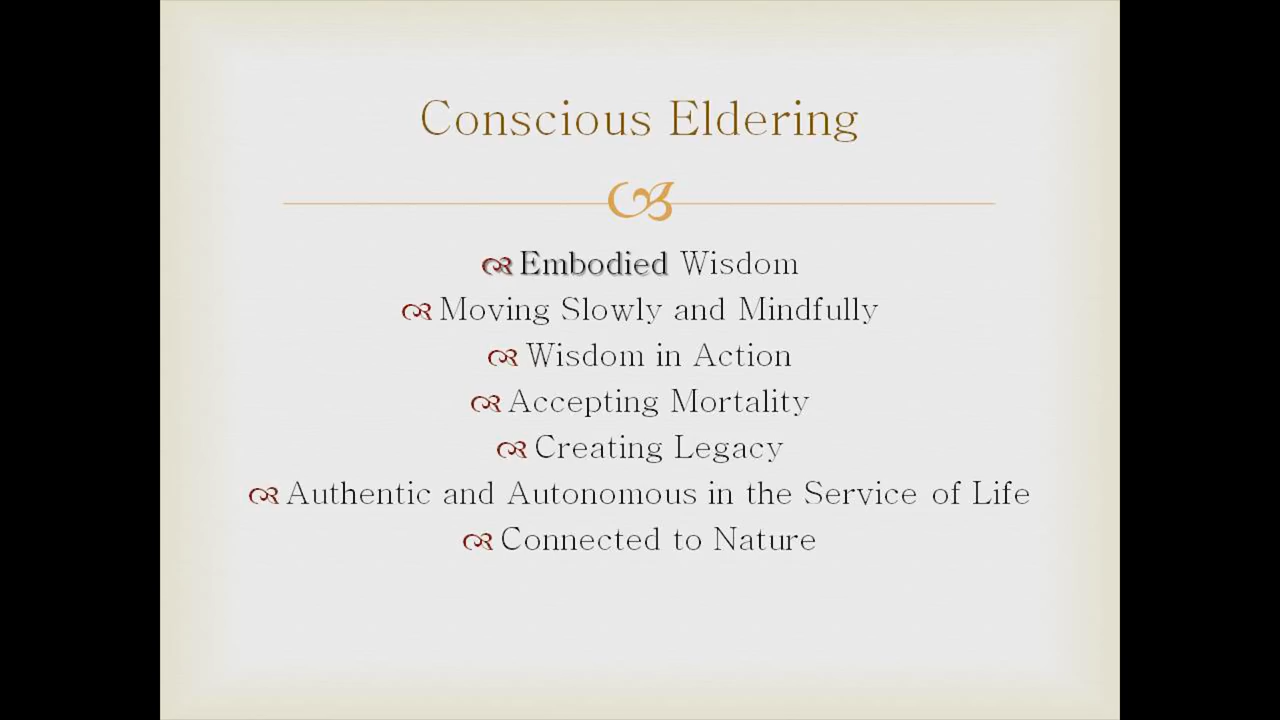 Conscious Eldering
Embodied Wisdom
Moving Slowly and Mindfully
Wisdom in Action
Accepting Mortality
Creating Legacy
Authentic and Autonomous in the Service of Life
Connected to Nature